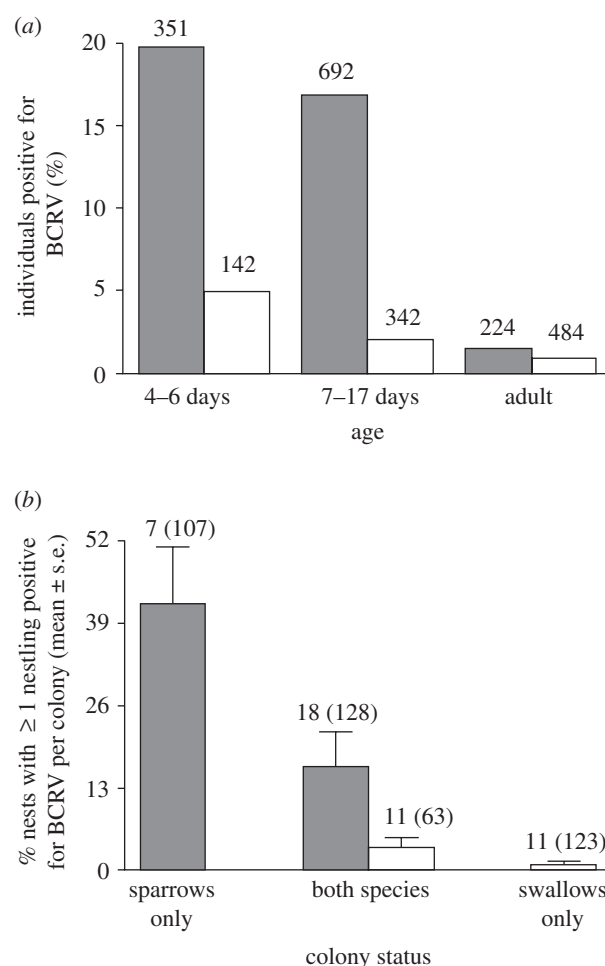 (a)
individuals positive for
BCRV (%)
20
15
10
5
0
351
142
692
342
224
484
4–6 days
7–17 days
adult
age
(b)
% nests with ≥ 1 nestling positive
for BCRV per colony (mean ± s.e.)
52
39
26
13
0
7 (107)
18 (128)
11 (63)
11 (123)
sparrows
only
both species
swallows
only
colony status